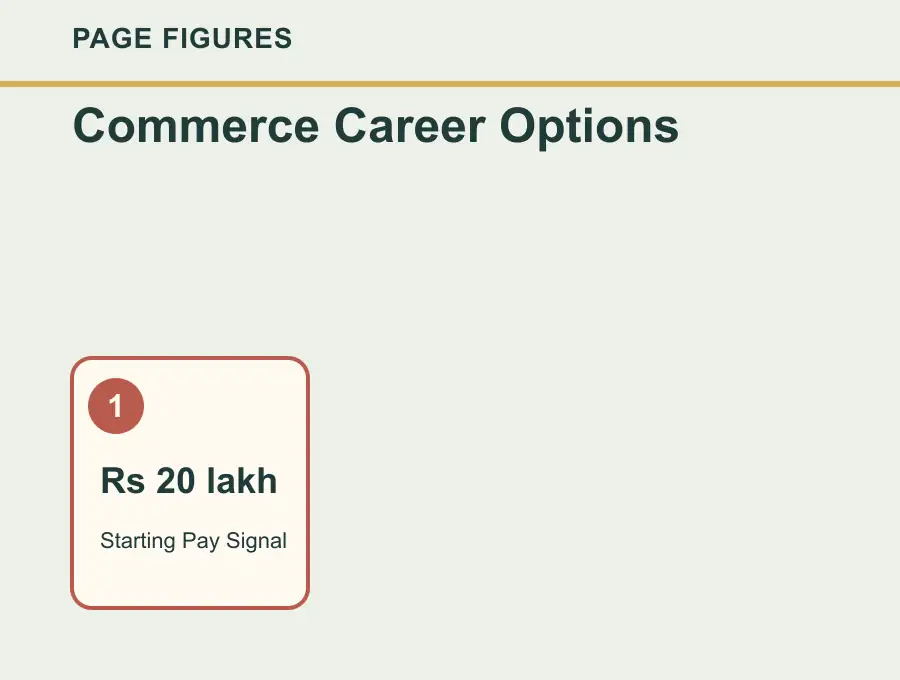 PAGE FIGURES
Commerce Career Options
1
Rs 20 lakh
Starting Pay Signal